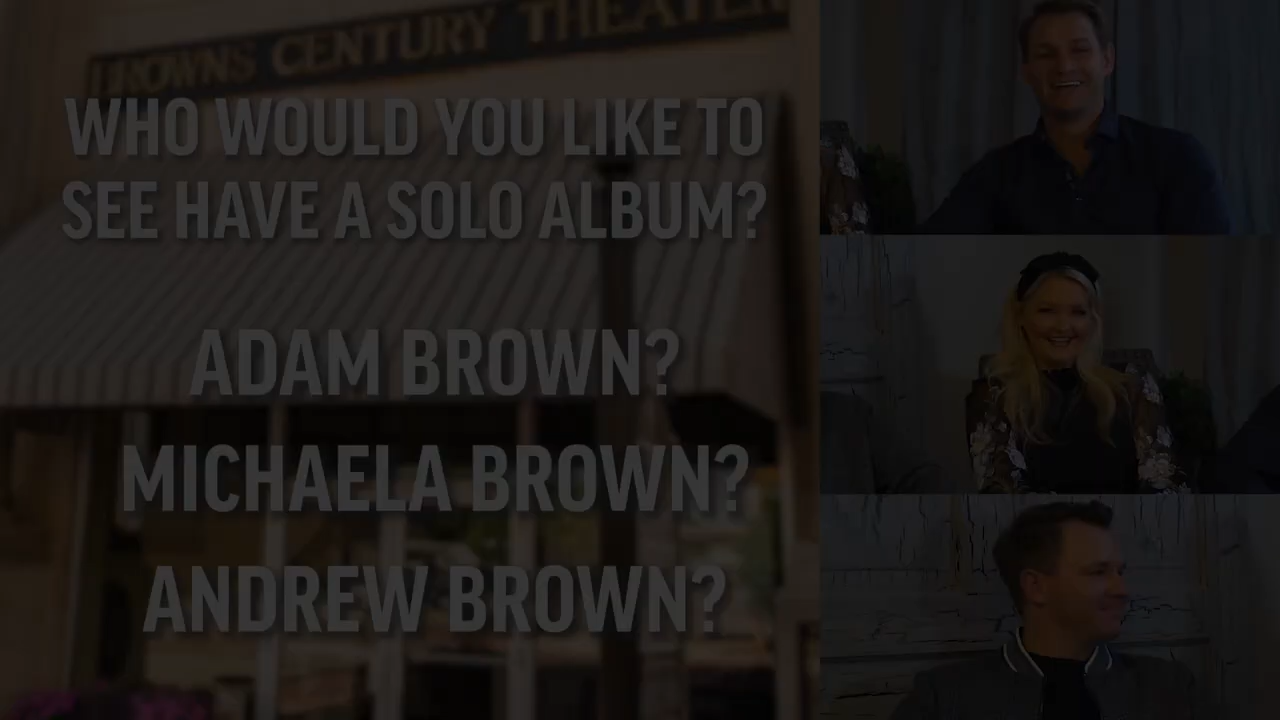 BROWNS CENTURY THEATER
WHO WOULD YOU LIKE TO
SEE HAVE A SOLO ALBUM?
ADAM BROWN?
MICHAELA BROWN?
ANDREW BROWN?